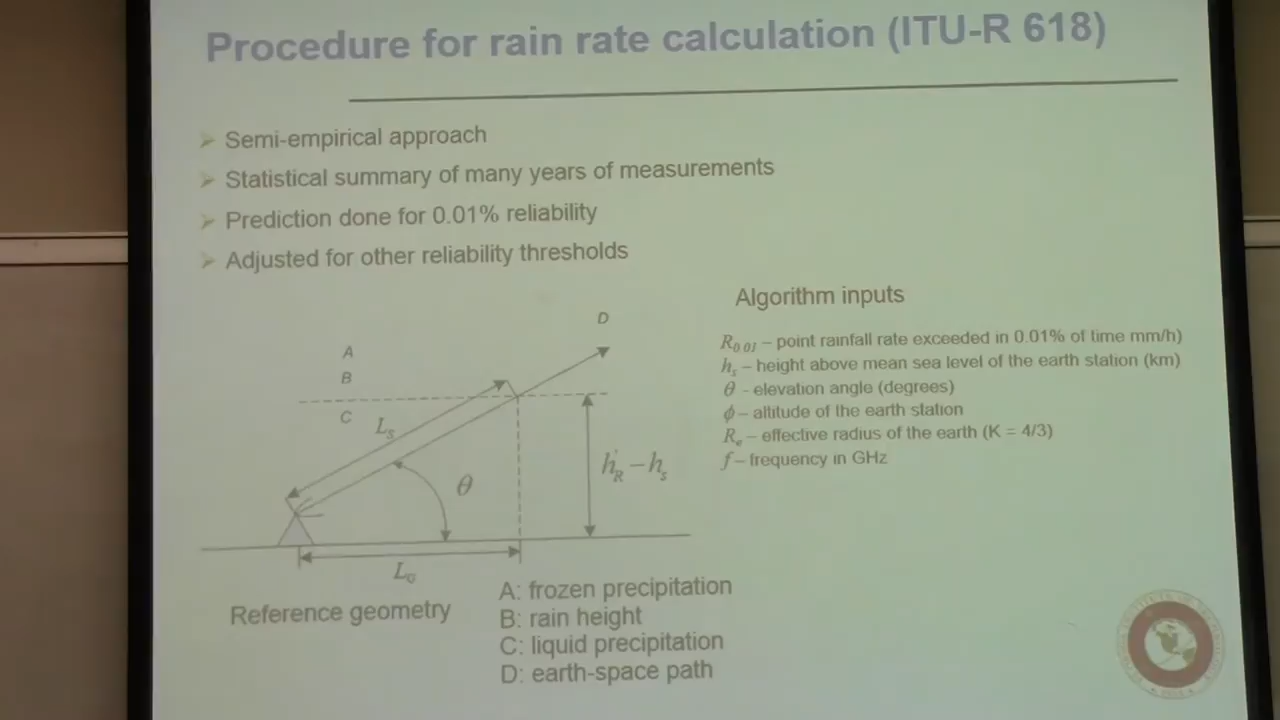 Procedure for rain rate calculation (ITU-R 618)
➢ Semi-empirical approach
➢ Statistical summary of many years of measurements
➢ Prediction done for 0.01% reliability
➢ Adjusted for other reliability thresholds
Algorithm inputs
R0.01 – point rainfall rate exceeded in 0.01% of time mm/h)
hs – height above mean sea level of the earth station (km)
θ - elevation angle (degrees)
ϕ – altitude of the earth station
Re – effective radius of the earth (K = 4/3)
f – frequency in GHz
D
A
B
C
Ls
θ
hR – hs
LG
Reference geometry
A: frozen precipitation
B: rain height
C: liquid precipitation
D: earth-space path